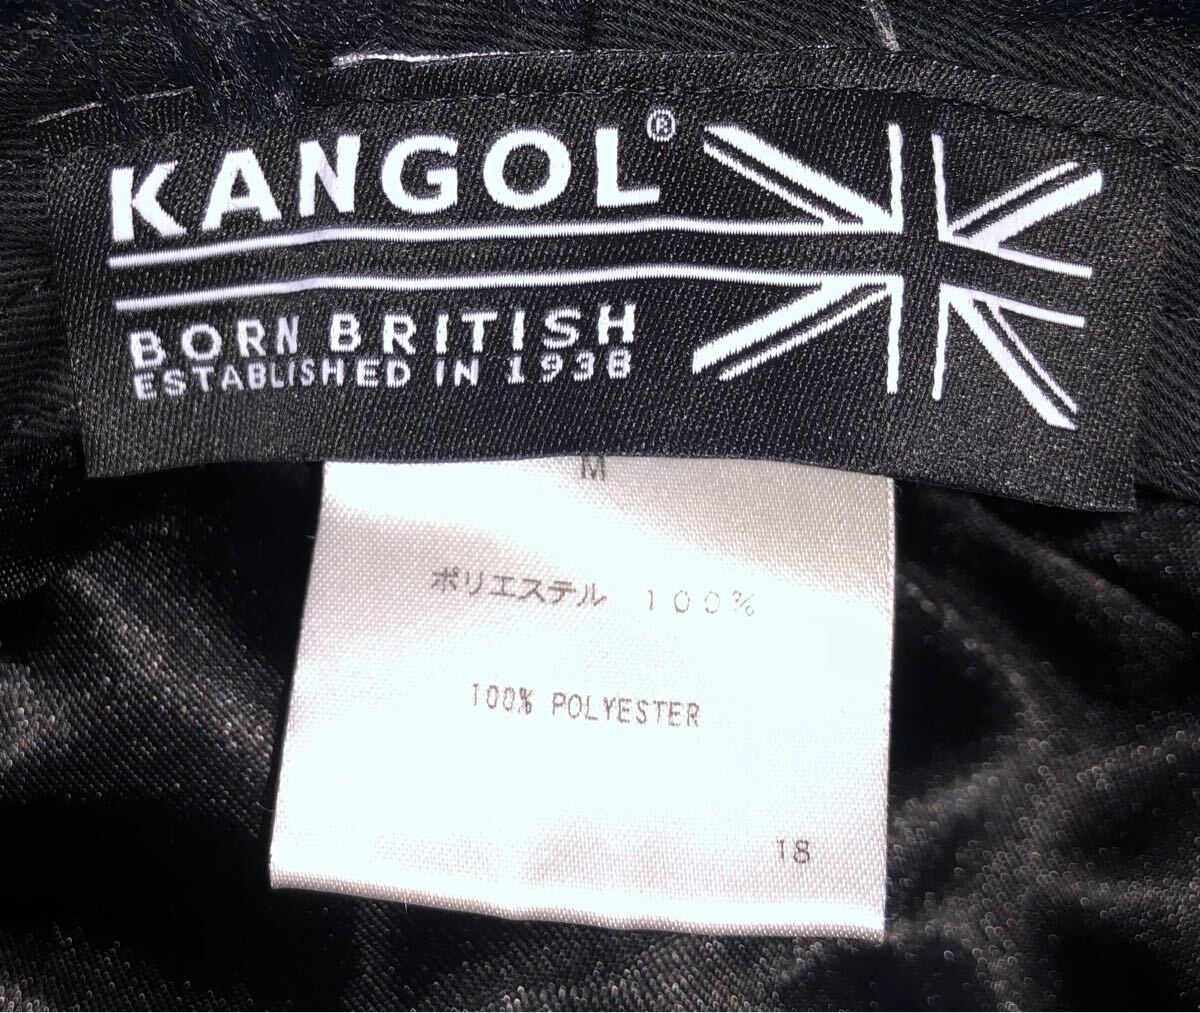 KANGOL®
BORN BRITISH
ESTABLISHED IN 1938
M
ポリエステル 100%
100% POLYESTER
18